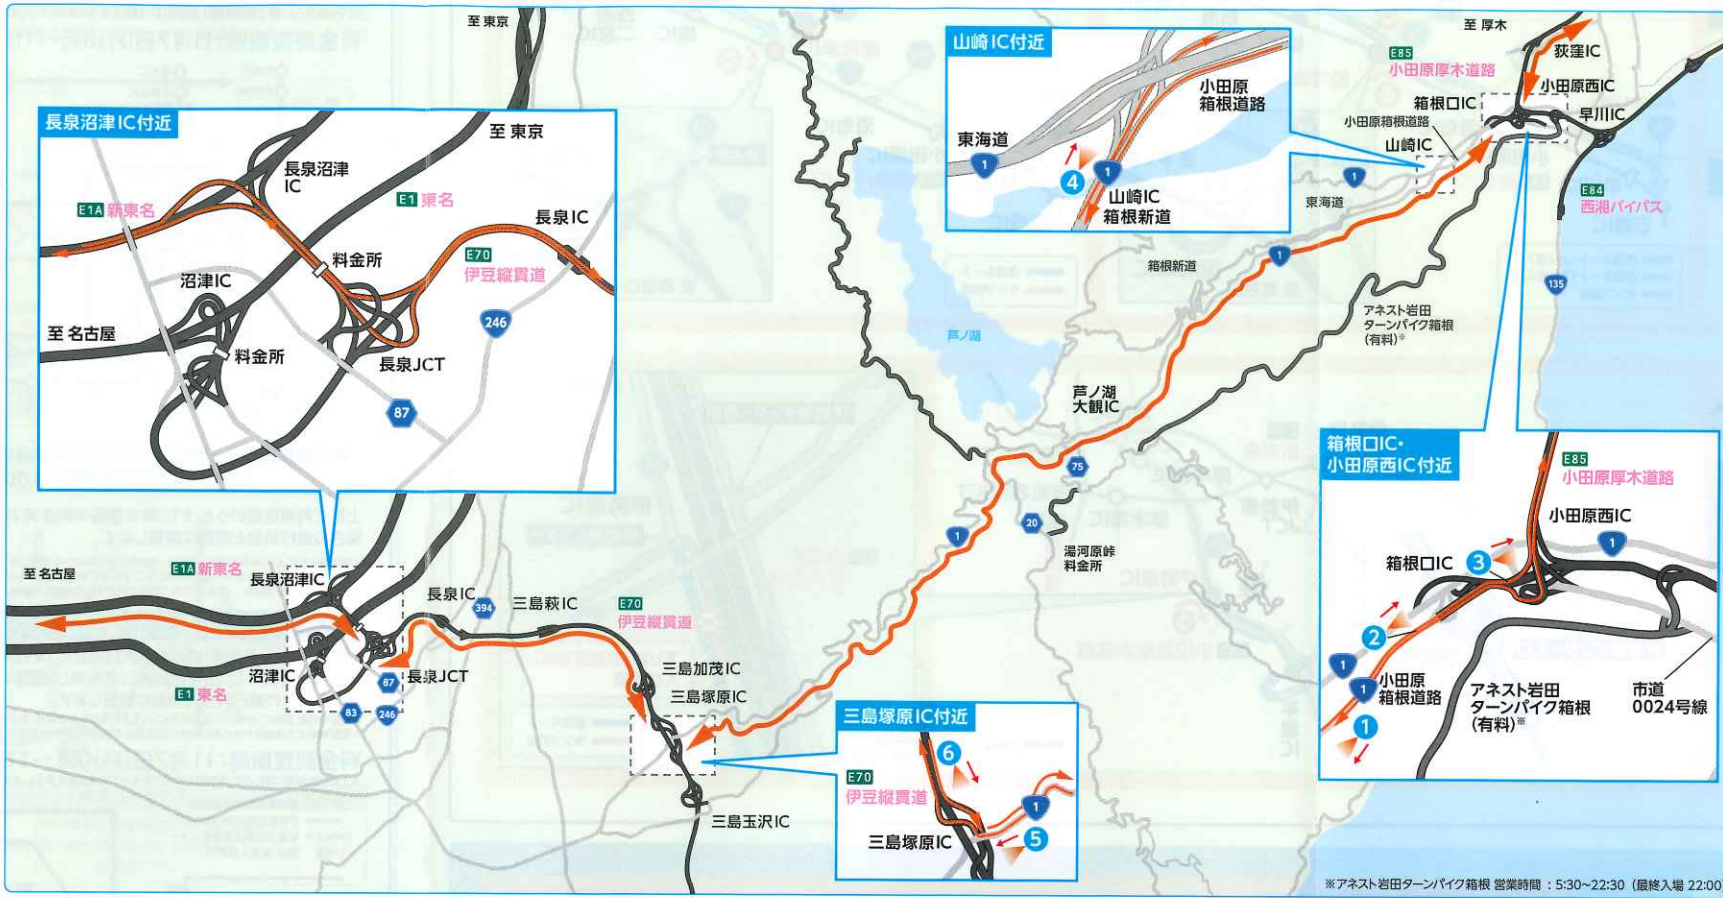 至 東京
長泉沼津IC付近
至 東京
長泉沼津
IC
E1A 新東名
E1 東名
長泉IC
料金所
E70
伊豆縦貫道
沼津IC
246
至 名古屋
料金所
長泉JCT
87
山崎IC付近
小田原
箱根道路
東海道
1
4
1
山崎IC
箱根新道
至 厚木
E85
小田原厚木道路
荻窪IC
小田原西IC
箱根口IC
早川IC
小田原箱根道路
山崎IC
1
東海道
E84
西湘バイパス
箱根新道
1
135
アネスト岩田
ターンパイク箱根
(有料)※
芦ノ湖
芦ノ湖
大観IC
75
20
1
湯河原峠
料金所
箱根口IC・
小田原西IC付近
E85
小田原厚木道路
小田原西IC
1
箱根口IC
3
2
1
1
小田原
箱根道路
アネスト岩田
ターンパイク箱根
(有料)※
市道
0024号線
1
至 名古屋
E1A 新東名
長泉沼津IC
長泉IC
394
三島萩IC
E70
伊豆縦貫道
沼津IC
長泉JCT
87
E1 東名
83
246
三島加茂IC
三島塚原IC
三島玉沢IC
三島塚原IC付近
6
E70
伊豆縦貫道
1
三島塚原IC
5
※アネスト岩田ターンパイク箱根 営業時間 : 5:30~22:30 (最終入場 22:00